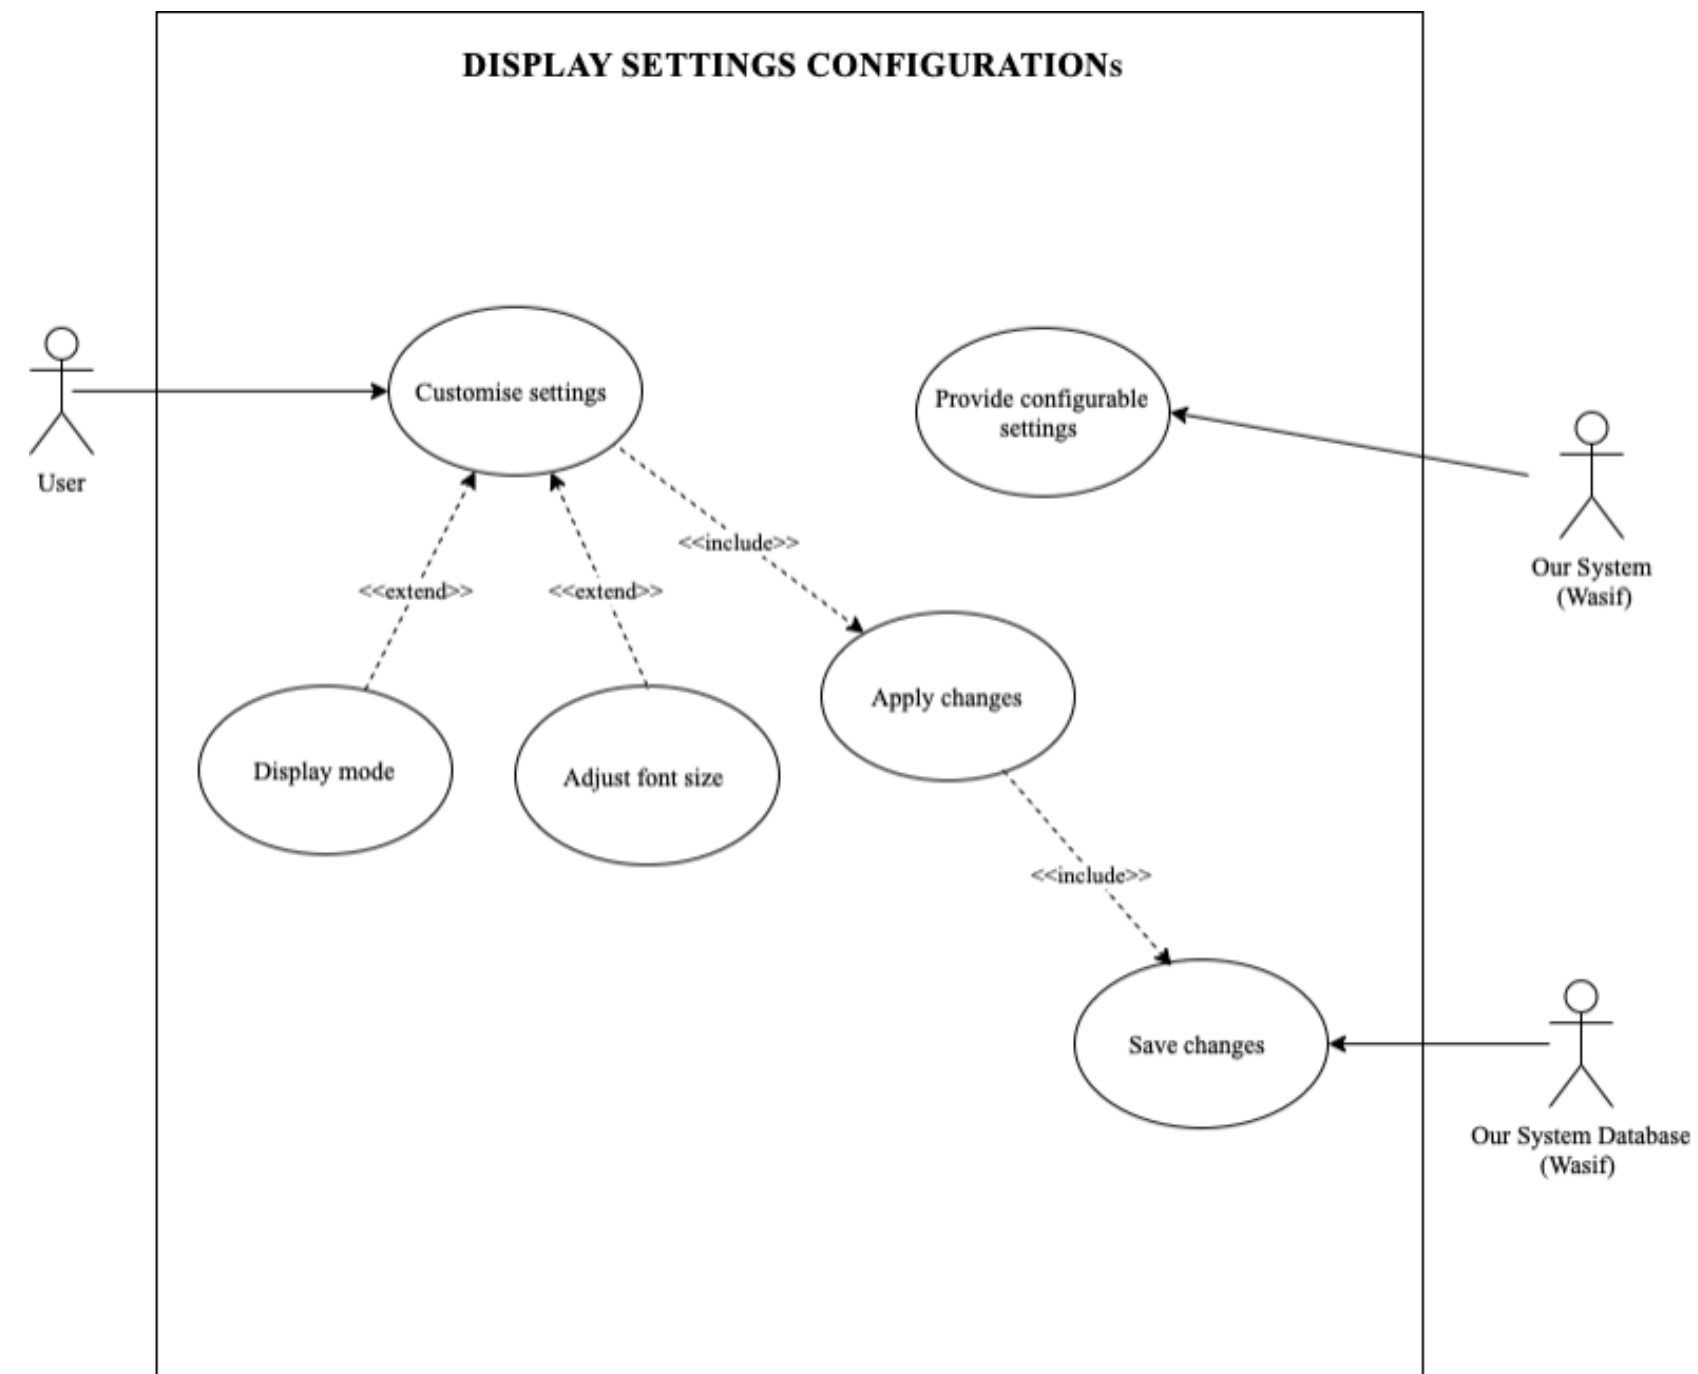 DISPLAY SETTINGS CONFIGURATIONs
Customise settings
Provide configurable
settings
User
<<include>>
Our System
(Wasif)
<<extend>>
<<extend>>
Apply changes
Display mode
Adjust font size
<<include>>
Save changes
Our System Database
(Wasif)